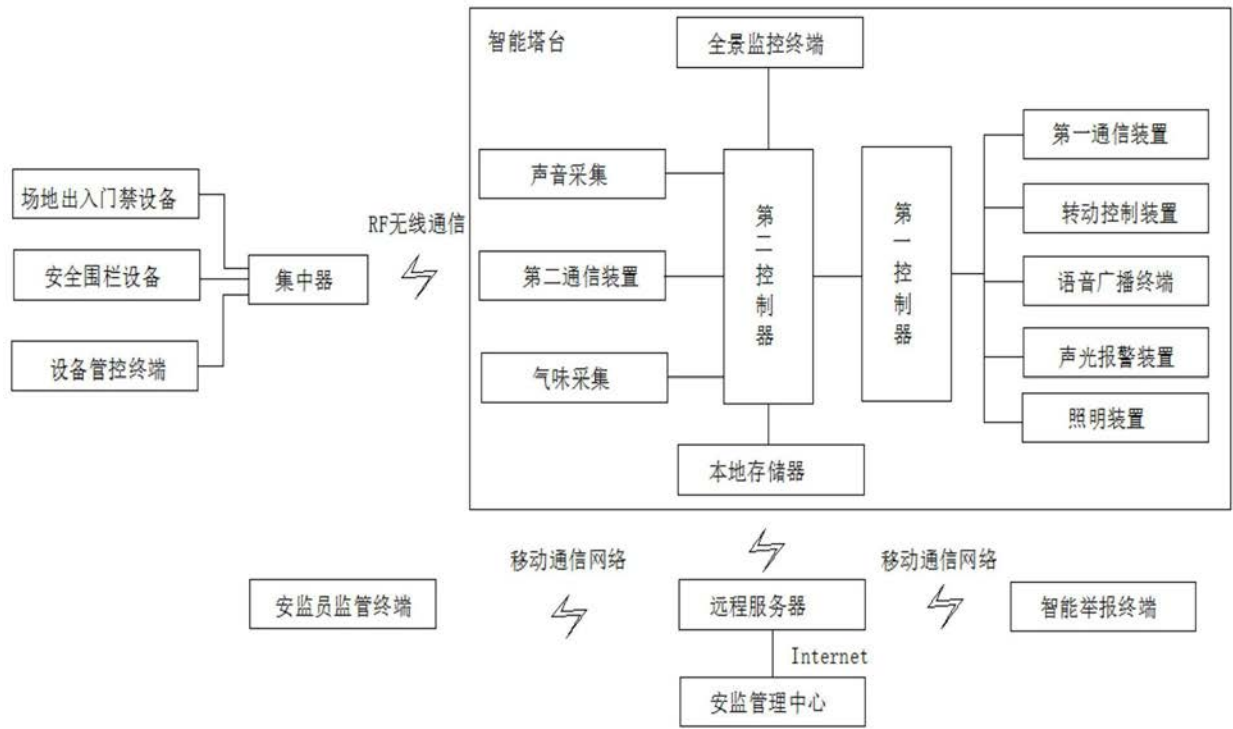 智能塔台
全景监控终端
第一通信装置
声音采集
转动控制装置
场地出入门禁设备
RF无线通信
第二控制器
第一控制器
安全围栏设备
集中器
第二通信装置
语音广播终端
设备管控终端
气味采集
声光报警装置
照明装置
本地存储器
移动通信网络
移动通信网络
安监员监管终端
远程服务器
智能举报终端
Internet
安监管理中心